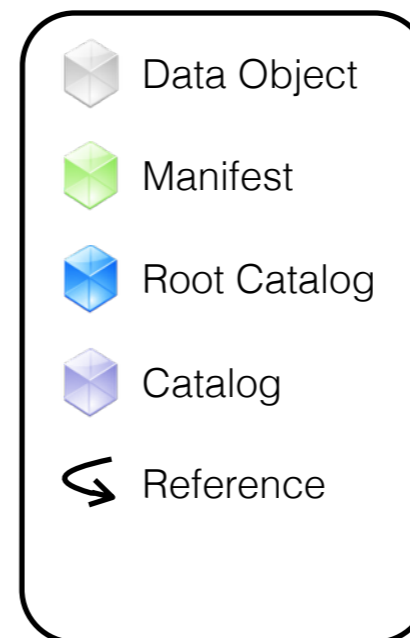 Data Object
Manifest
Root Catalog
Catalog
Reference